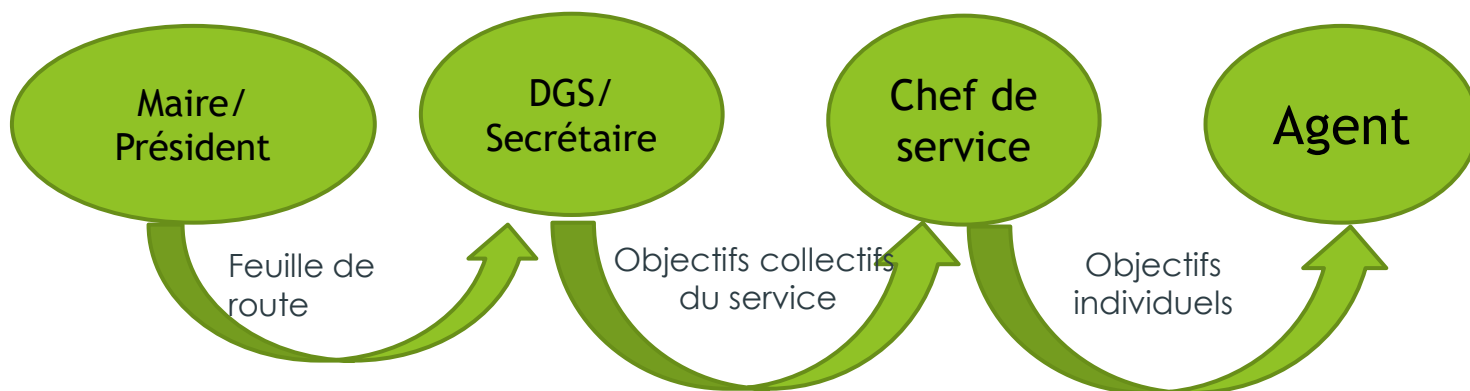 Maire/
Président
DGS/
Secrétaire
Chef de
service
Agent
Feuille de
route
Objectifs collectifs
du service
Objectifs
individuels